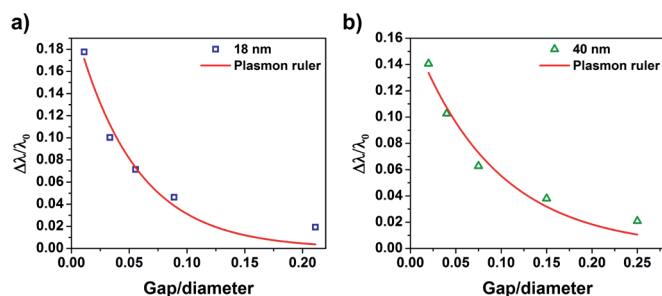 a)
18 nm
Plasmon ruler
Δλ/λ₀
0.18
0.16
0.14
0.12
0.10
0.08
0.06
0.04
0.02
0.00
0.00 0.05 0.10 0.15 0.20
Gap/diameter
b)
40 nm
Plasmon ruler
Δλ/λ₀
0.16
0.14
0.12
0.10
0.08
0.06
0.04
0.02
0.00
0.00 0.05 0.10 0.15 0.20 0.25
Gap/diameter